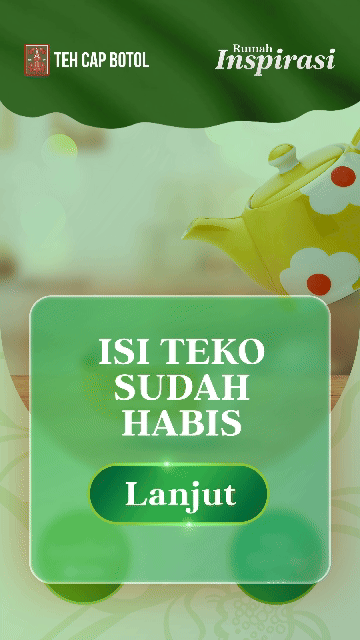 TEH CAP BOTOL
Rumah
Inspirasi
ISI TEKO
SUDAH
HABIS
Lanjut